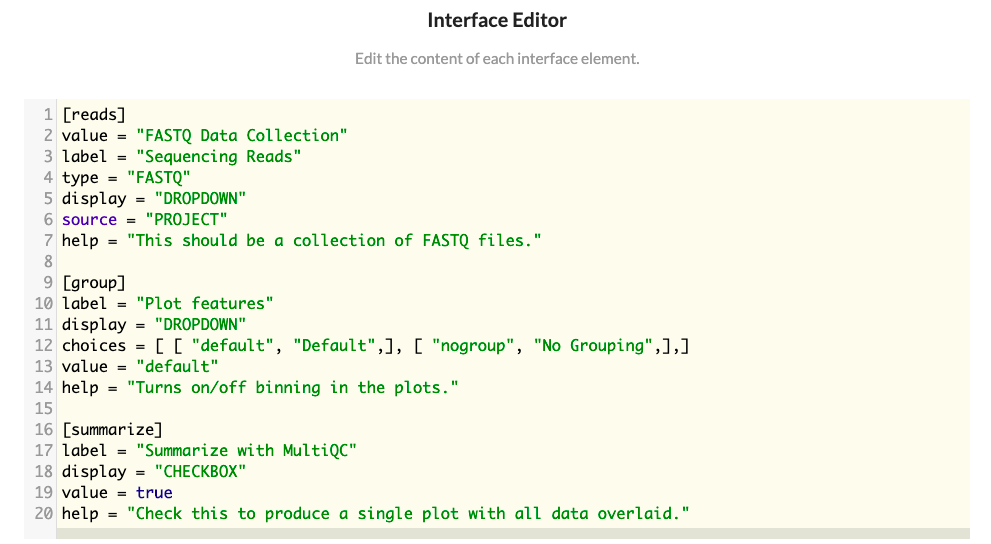 Interface Editor
Edit the content of each interface element.
1 [reads]
2 value = "FASTQ Data Collection"
3 label = "Sequencing Reads"
4 type = "FASTQ"
5 display = "DROPDOWN"
6 source = "PROJECT"
7 help = "This should be a collection of FASTQ files."
8
9 [group]
10 label = "Plot features"
11 display = "DROPDOWN"
12 choices = [ [ "default", "Default",], [ "nogroup", "No Grouping",],]
13 value = "default"
14 help = "Turns on/off binning in the plots."
15
16 [summarize]
17 label = "Summarize with MultiQC"
18 display = "CHECKBOX"
19 value = true
20 help = "Check this to produce a single plot with all data overlaid."